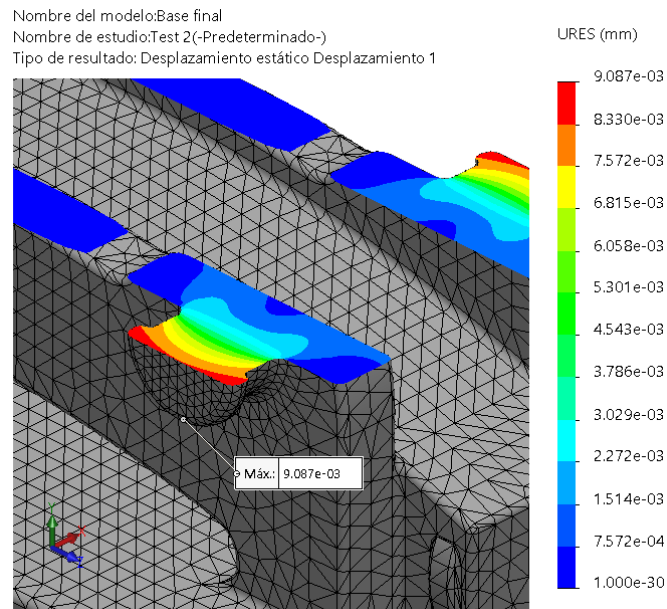 Nombre del modelo:Base final
Nombre de estudio:Test 2(-Predeterminado-)
Tipo de resultado: Desplazamiento estático Desplazamiento 1
URES (mm)
9.087e-03
8.330e-03
7.572e-03
6.815e-03
6.058e-03
5.301e-03
4.543e-03
3.786e-03
3.029e-03
2.272e-03
1.514e-03
7.572e-04
1.000e-30
Máx.: 9.087e-03
Y
X
Z